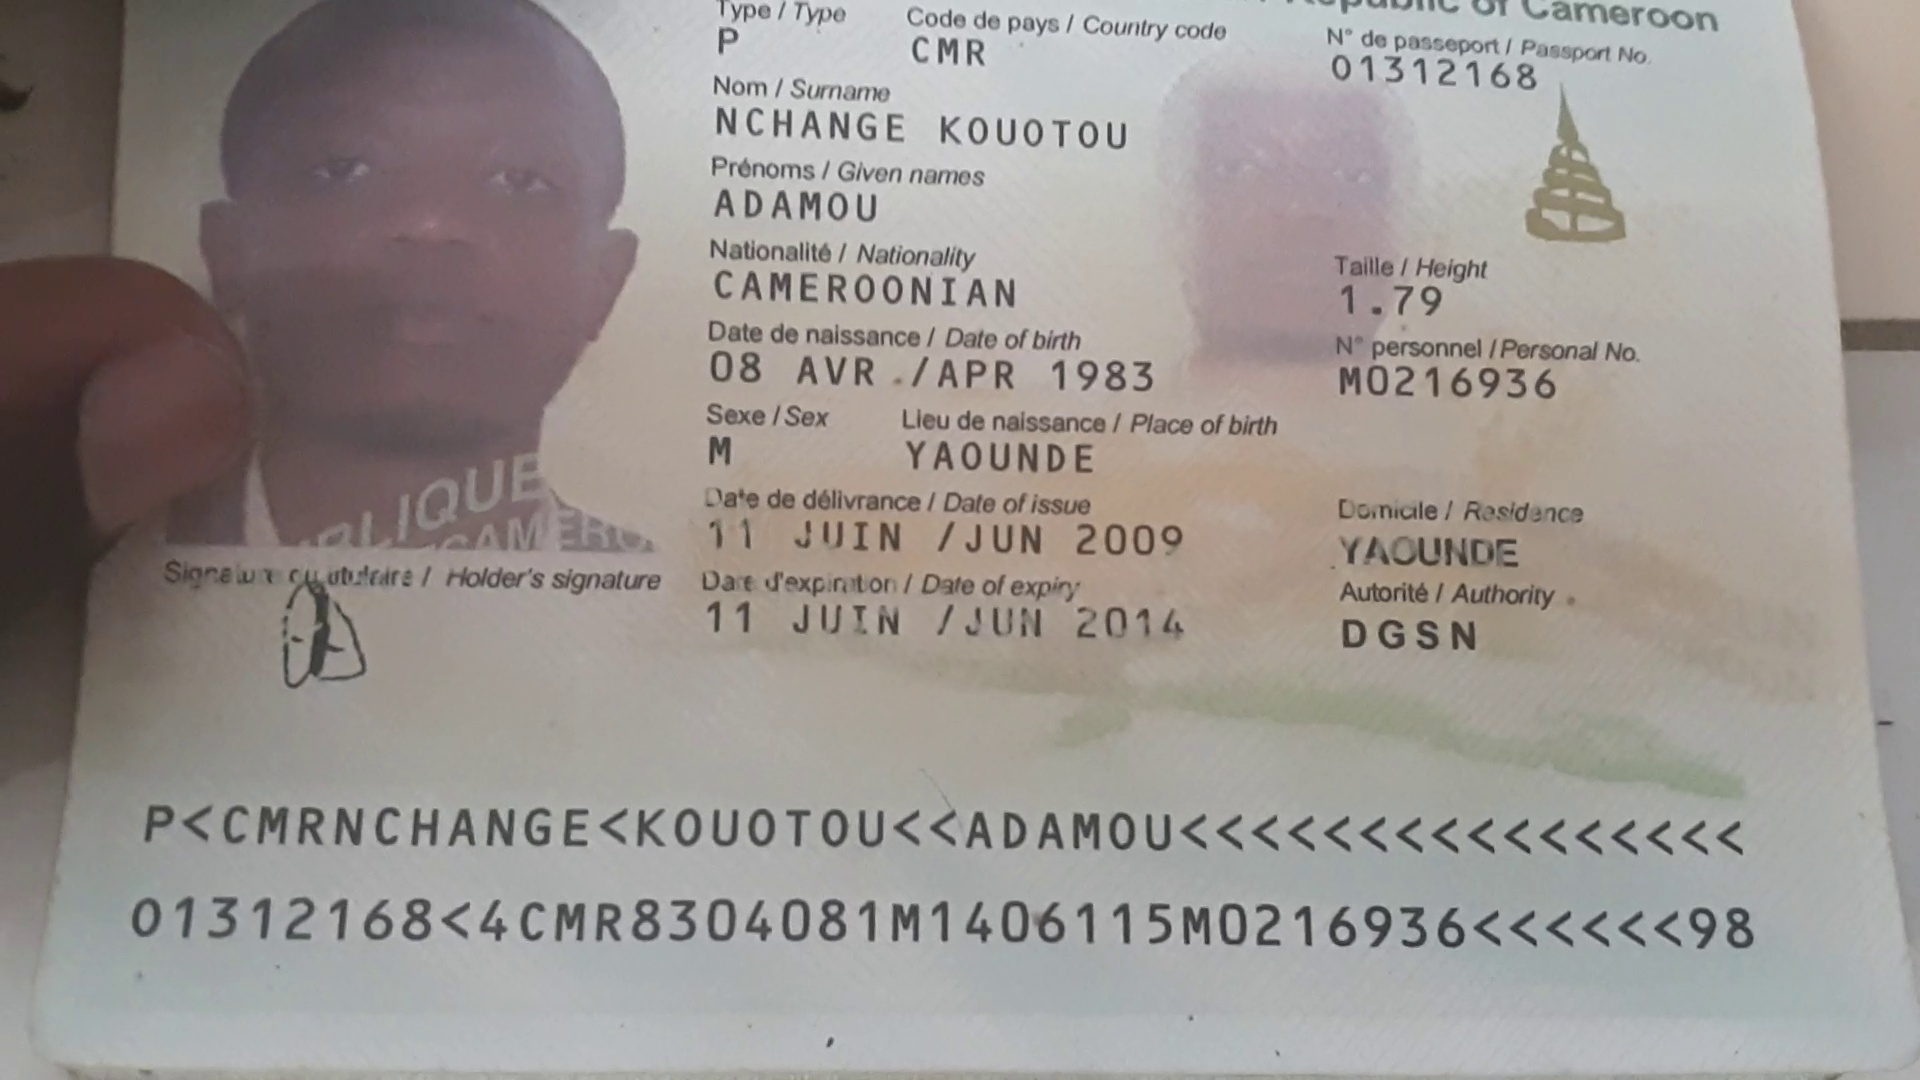 Republic of Cameroon
Type / Type
Code de pays / Country code
N° de passeport / Passport No.
P
CMR
01312168
Nom / Surname
NCHANGE KOUOTOU
Prénoms / Given names
ADAMOU
Nationalité / Nationality
CAMEROONIAN
Taille / Height
1.79
Date de naissance / Date of birth
08 AVR ./APR 1983
N° personnel / Personal No.
M0216936
Sexe / Sex
Lieu de naissance / Place of birth
M
YAOUNDE
Date de délivrance / Date of issue
11 JUIN /JUN 2009
Domicile / Residence
YAOUNDE
Date d'expiration / Date of expiry
11 JUIN /JUN 2014
Autorité / Authority
DGSN
Signature du titulaire / Holder's signature
P<CMRNCHANGE<KOUOTOU<<ADAMOU<<<<<<<<<<<<<<<<
01312168<4CMR8304081M1406115M0216936<<<<<<98